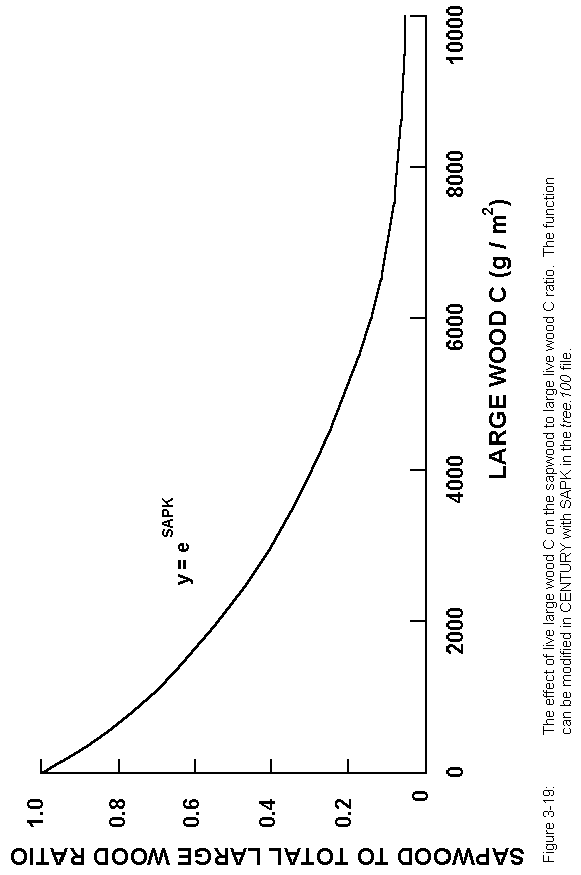 SAPWOOD TO TOTAL LARGE WOOD RATIO
1.0
0.8
0.6
0.4
0.2
0
y = e^SAPK
0 2000 4000 6000 8000 10000
LARGE WOOD C (g / m²)
Figure 3-19: The effect of live large wood C on the sapwood to large live wood C ratio. The function
can be modified in CENTURY with SAPK in the tree.100 file.